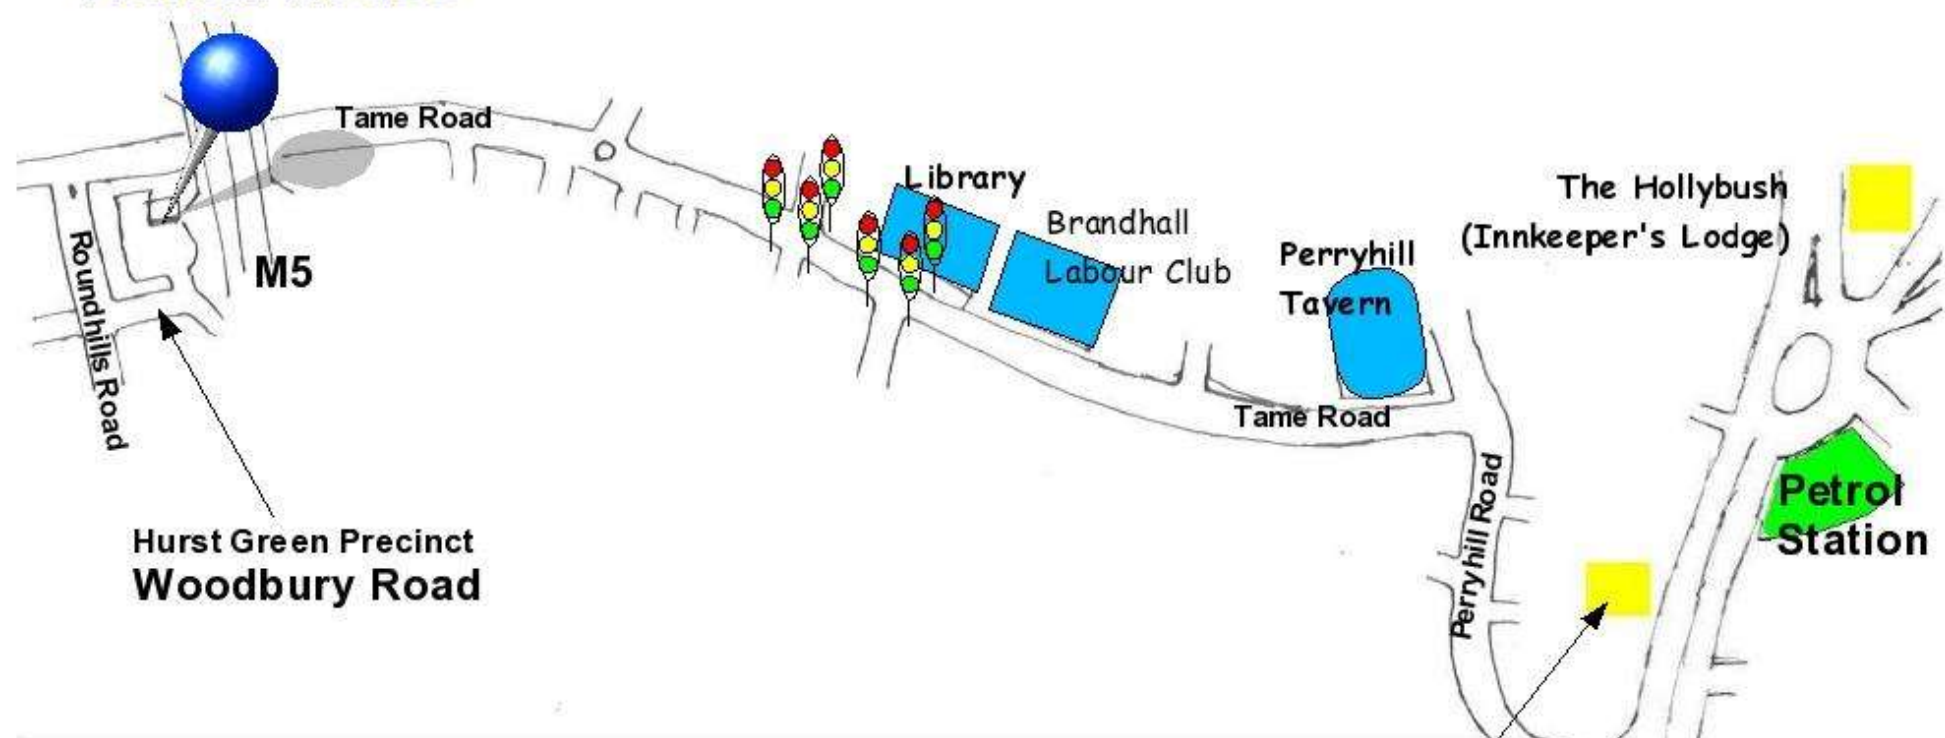 Tame Road
Library
Brandhall
Labour Club
Perryhill
Tavern
The Hollybush
(Innkeeper's Lodge)
M5
Roundhills Road
Tame Road
Perryhill Road
Petrol
Station
Hurst Green Precinct
Woodbury Road